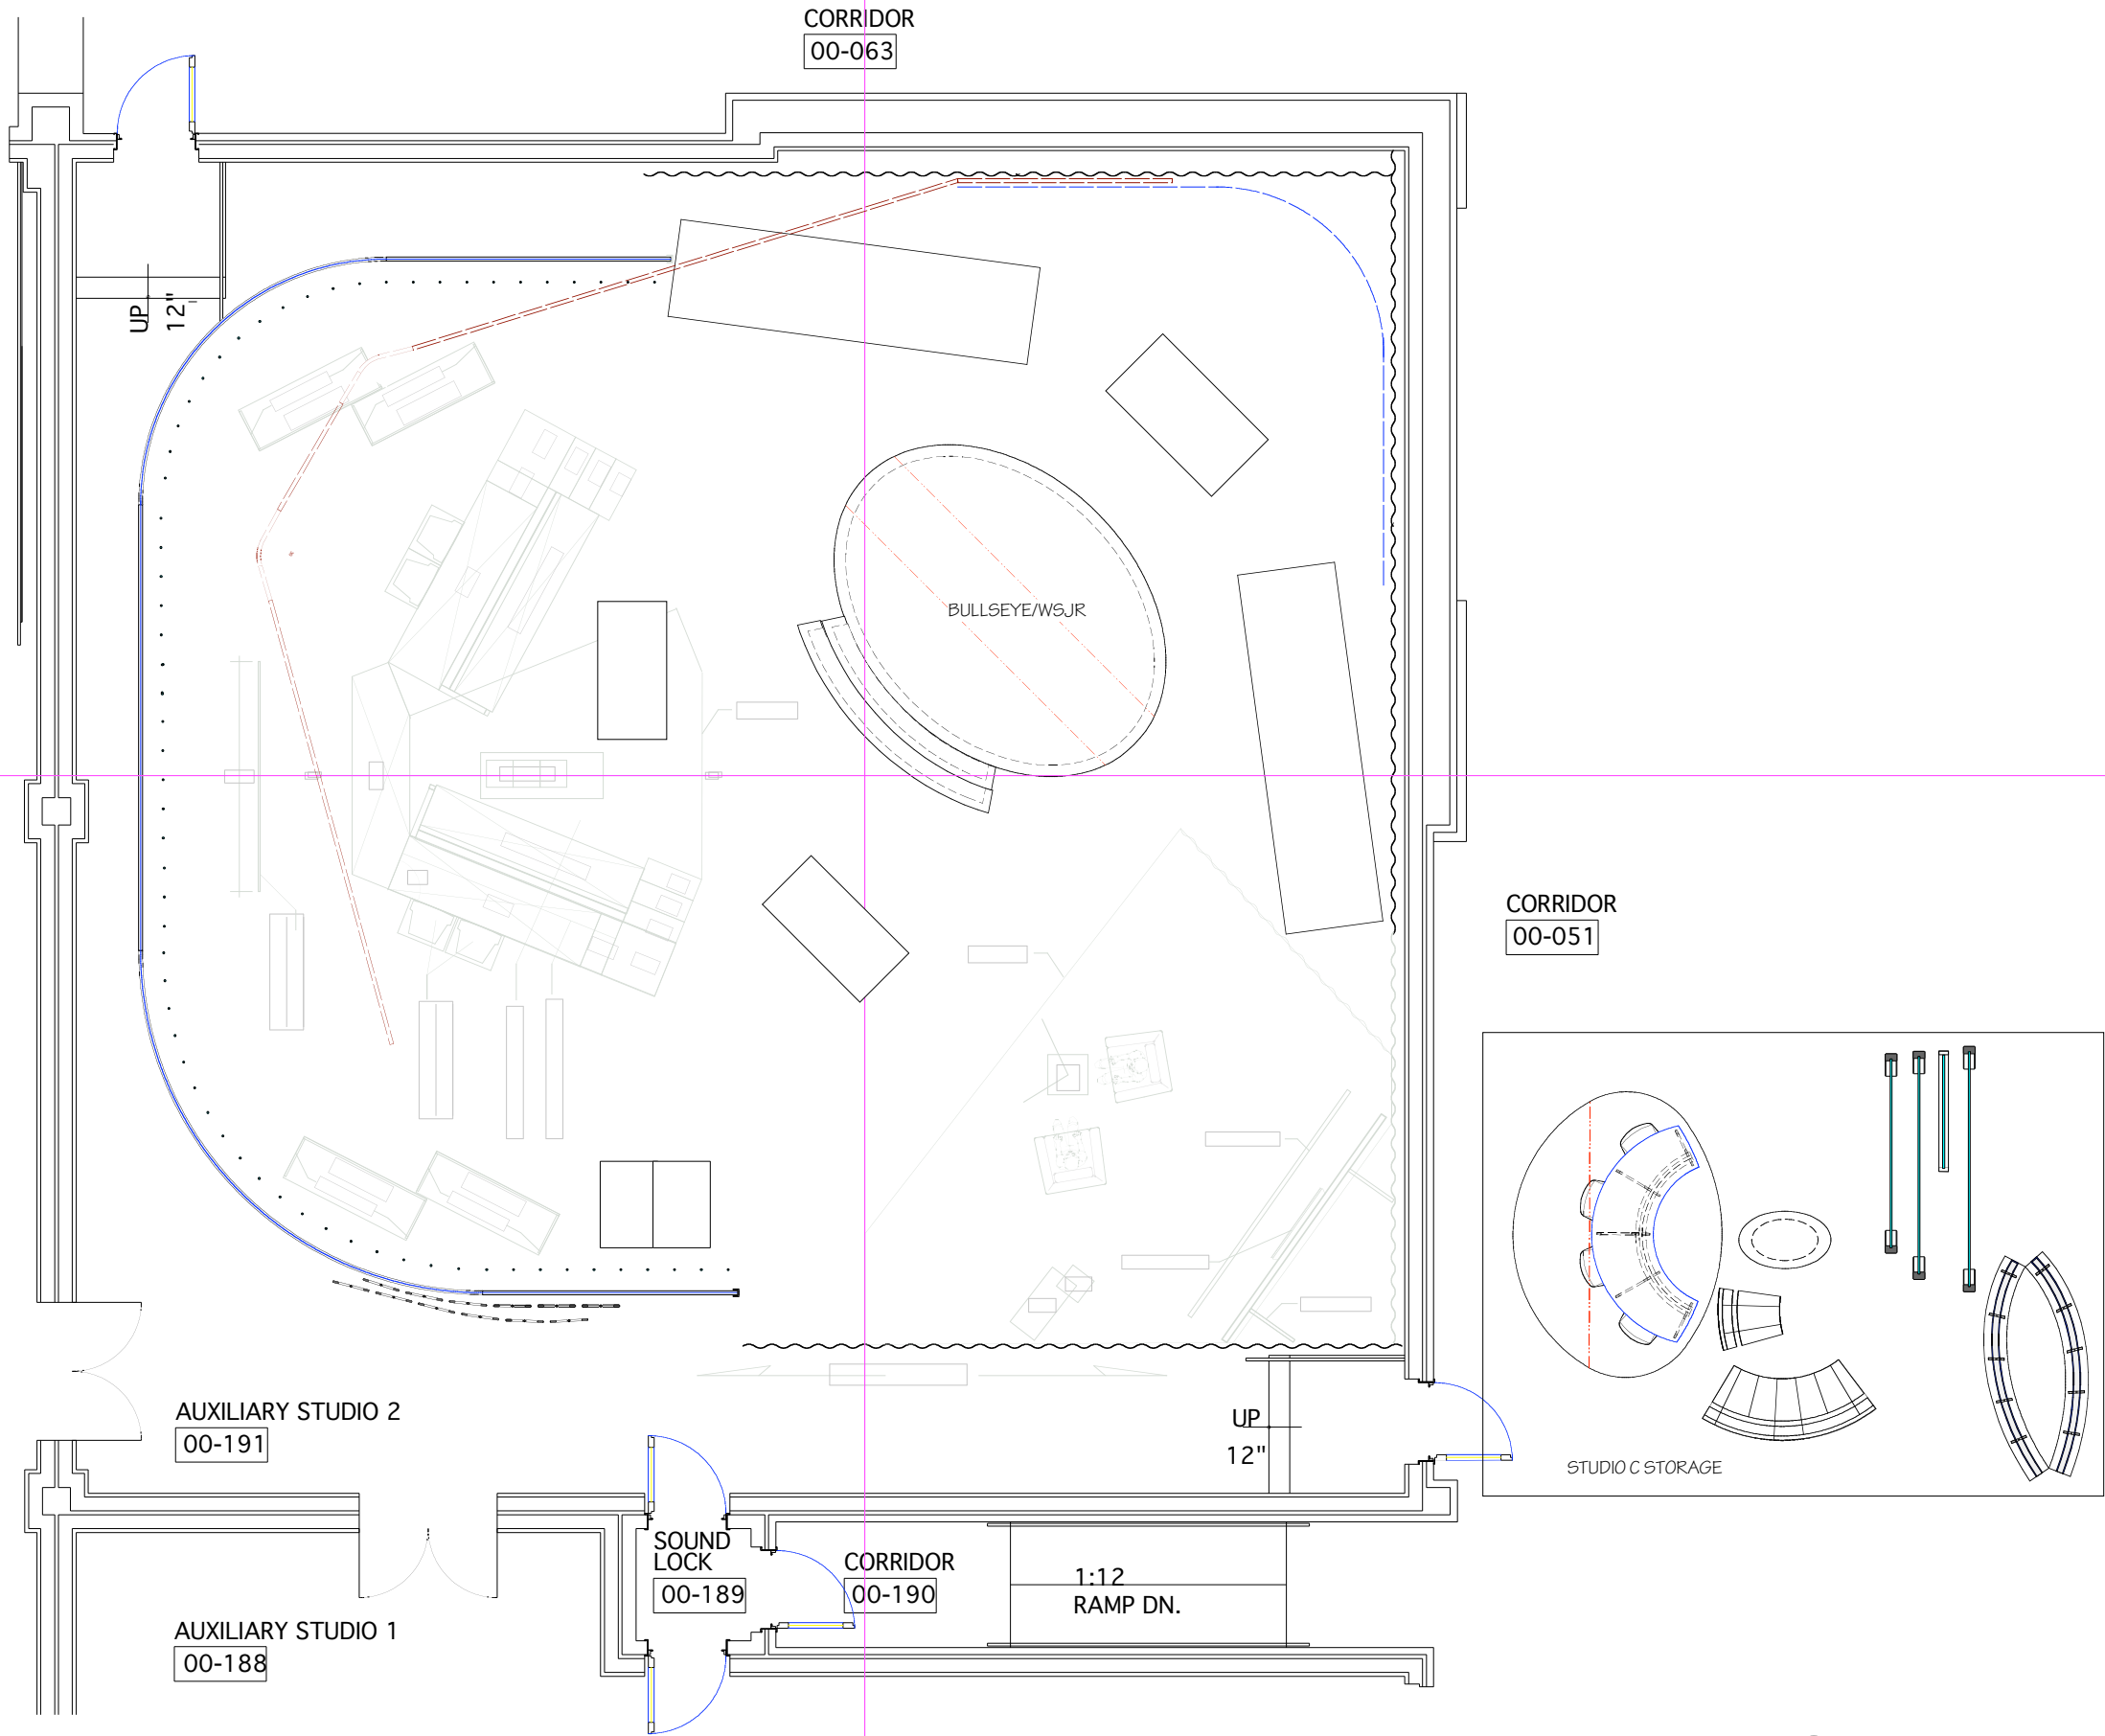 CORRIDOR
00-063
UP
12"
BULLSEYE/WSJR
CORRIDOR
00-051
AUXILIARY STUDIO 2
00-191
UP
12"
STUDIO C STORAGE
SOUND
LOCK
00-189
CORRIDOR
00-190
1:12
RAMP DN.
AUXILIARY STUDIO 1
00-188